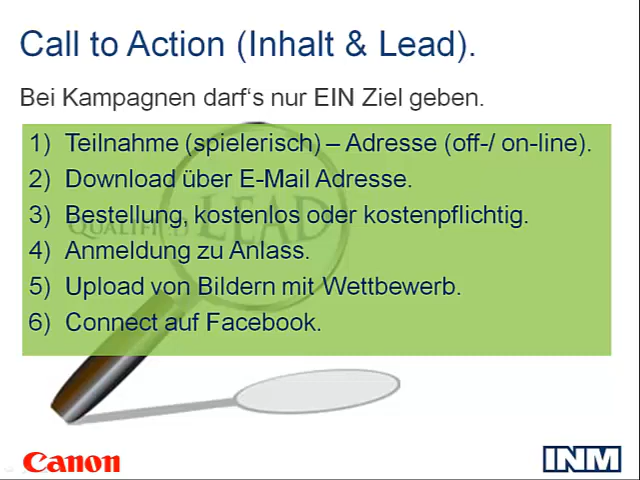 Call to Action (Inhalt & Lead).
Bei Kampagnen darf's nur EIN Ziel geben.
1) Teilnahme (spielerisch) – Adresse (off-/ on-line).
2) Download über E-Mail Adresse.
3) Bestellung, kostenlos oder kostenpflichtig.
QUALIFIED LEAD
4) Anmeldung zu Anlass.
5) Upload von Bildern mit Wettbewerb.
6) Connect auf Facebook.
Canon
INM